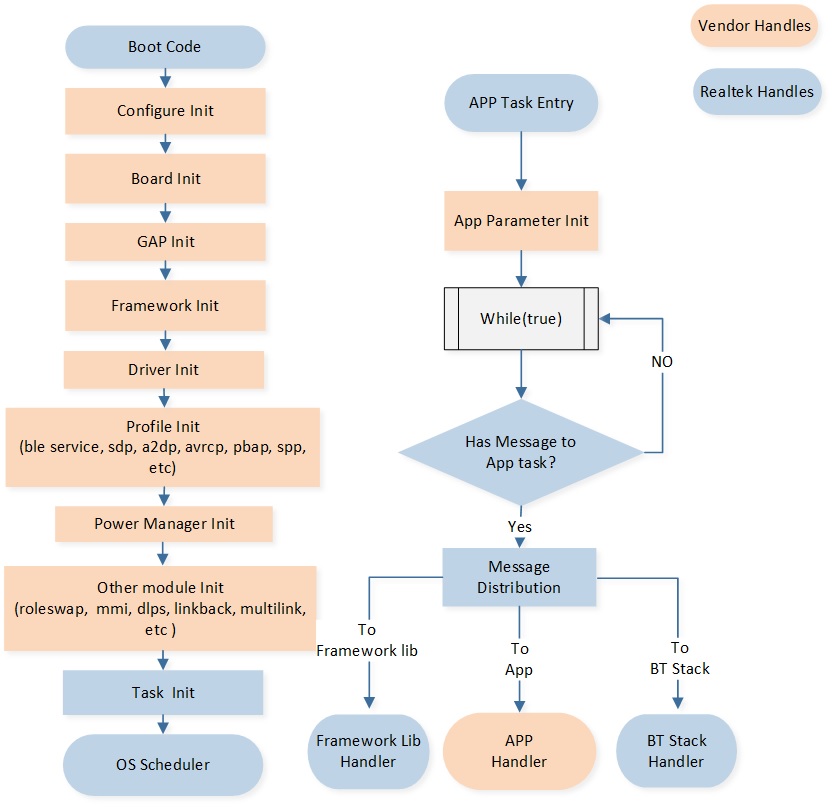 Boot Code
Configure Init
Board Init
GAP Init
Framework Init
Driver Init
Profile Init
(ble service, sdp, a2dp, avrcp, pbap, spp,
etc)
Power Manager Init
Other module Init
(roleswap, mmi, dlps, linkback, multilink,
etc )
Task Init
OS Scheduler
APP Task Entry
App Parameter Init
While(true)
NO
Has Message to
App task?
Yes
Message
Distribution
To
Framework lib
To
App
To
BT Stack
Framework Lib
Handler
APP
Handler
BT Stack
Handler
Vendor Handles
Realtek Handles